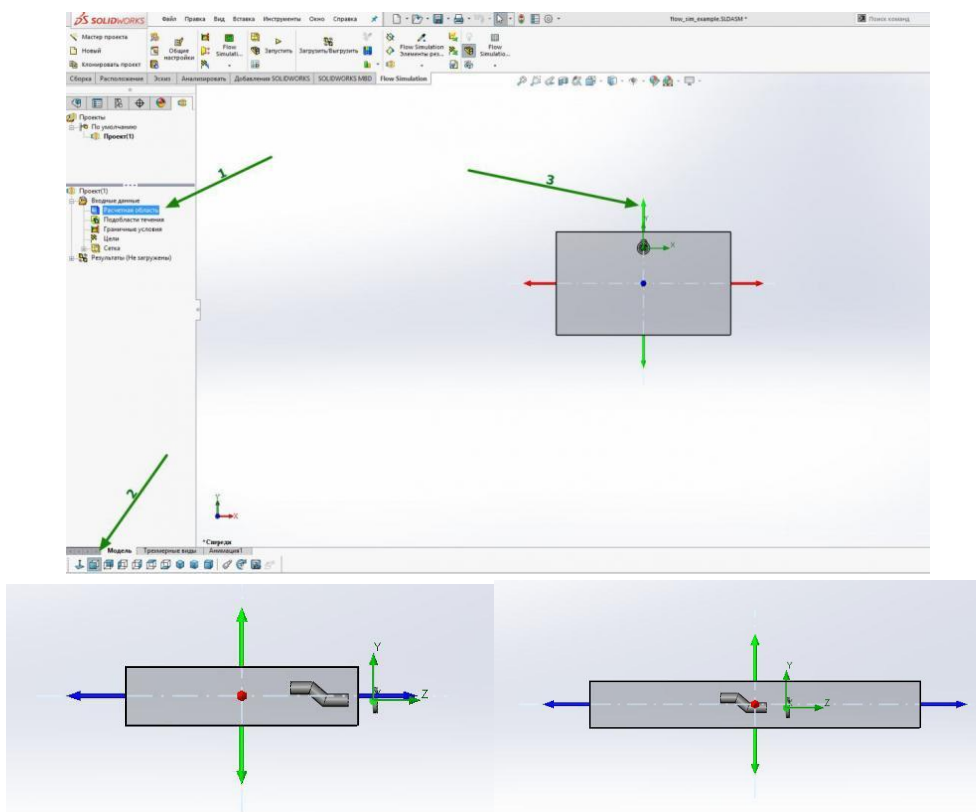 SOLIDWORKS Файл Правка Вид Вставка Инструменты Окно Справка flow_sim_example.SLDASM * Поиск команд
Мастер проекта
Новый
Клонировать проект
Общие настройки
Flow Simulati...
Запустить
Загрузить/Выгрузить
Flow Simulation Элементы рез...
Flow Simulatio...
Сборка Расположение Эскиз Анализировать Добавления SOLIDWORKS SOLIDWORKS MBD Flow Simulation
Проекты
По умолчанию
Проект(1)
1
3
Проект(1)
Входные данные
Расчетная область
Подобласти течения
Граничные условия
Цели
Сетка
Результаты (Не загружены)
Y
X
2
Y
X
*Спереди
Модель Трехмерные виды Анимация1
Y
Z
Y
Z